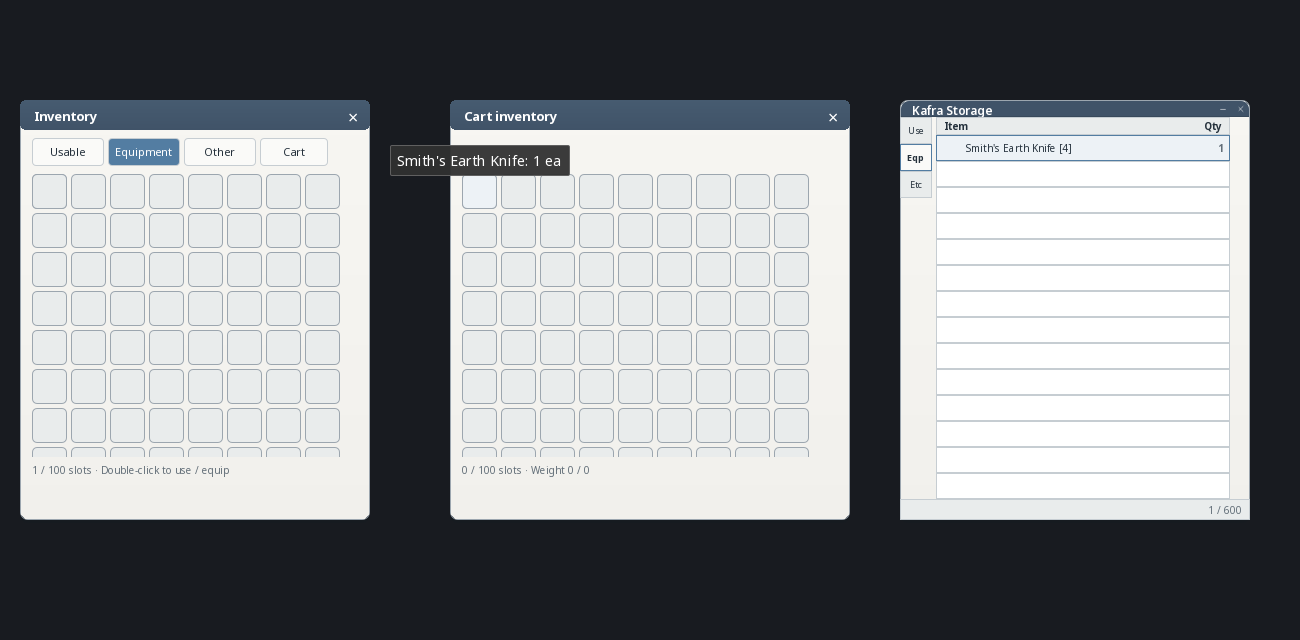 Inventory ×
Usable Equipment Other Cart
1 / 100 slots · Double-click to use / equip
Cart inventory ×
Smith's Earth Knife: 1 ea
0 / 100 slots · Weight 0 / 0
Kafra Storage – ×
Use
Eqp
Etc
Item Qty
Smith's Earth Knife [4] 1
1 / 600